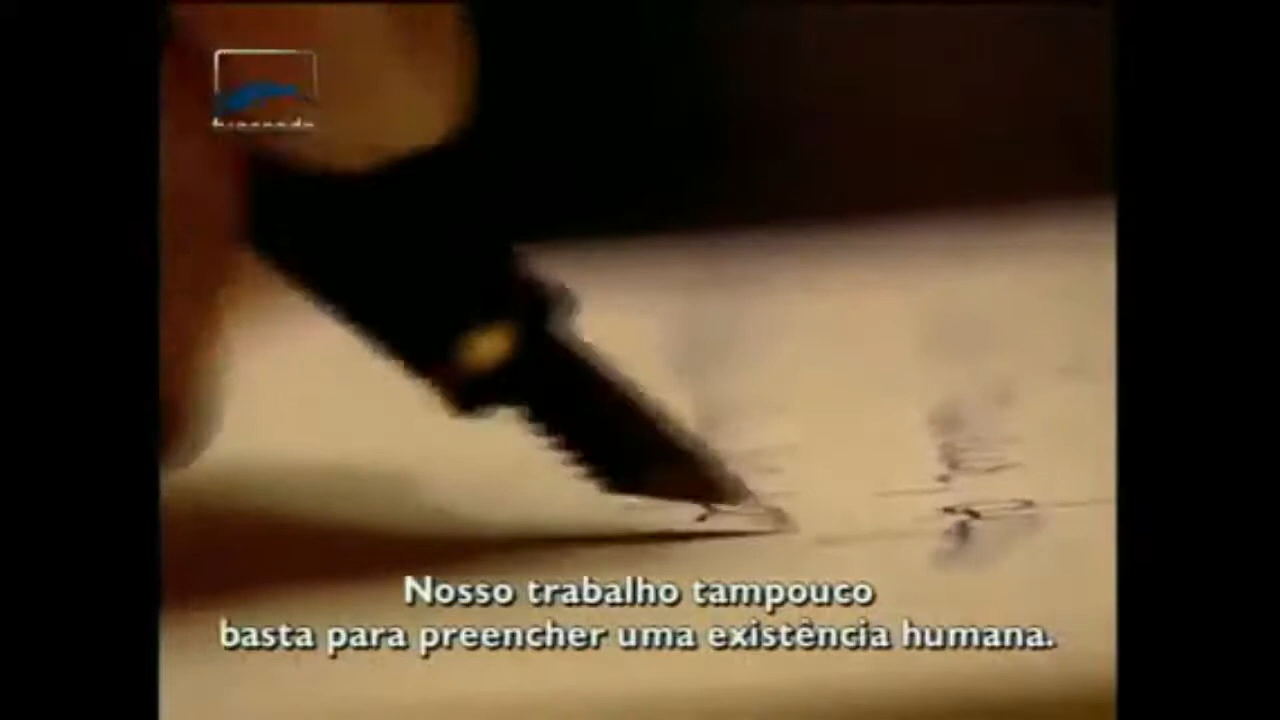 Nosso trabalho tampouco
basta para preencher uma existência humana.